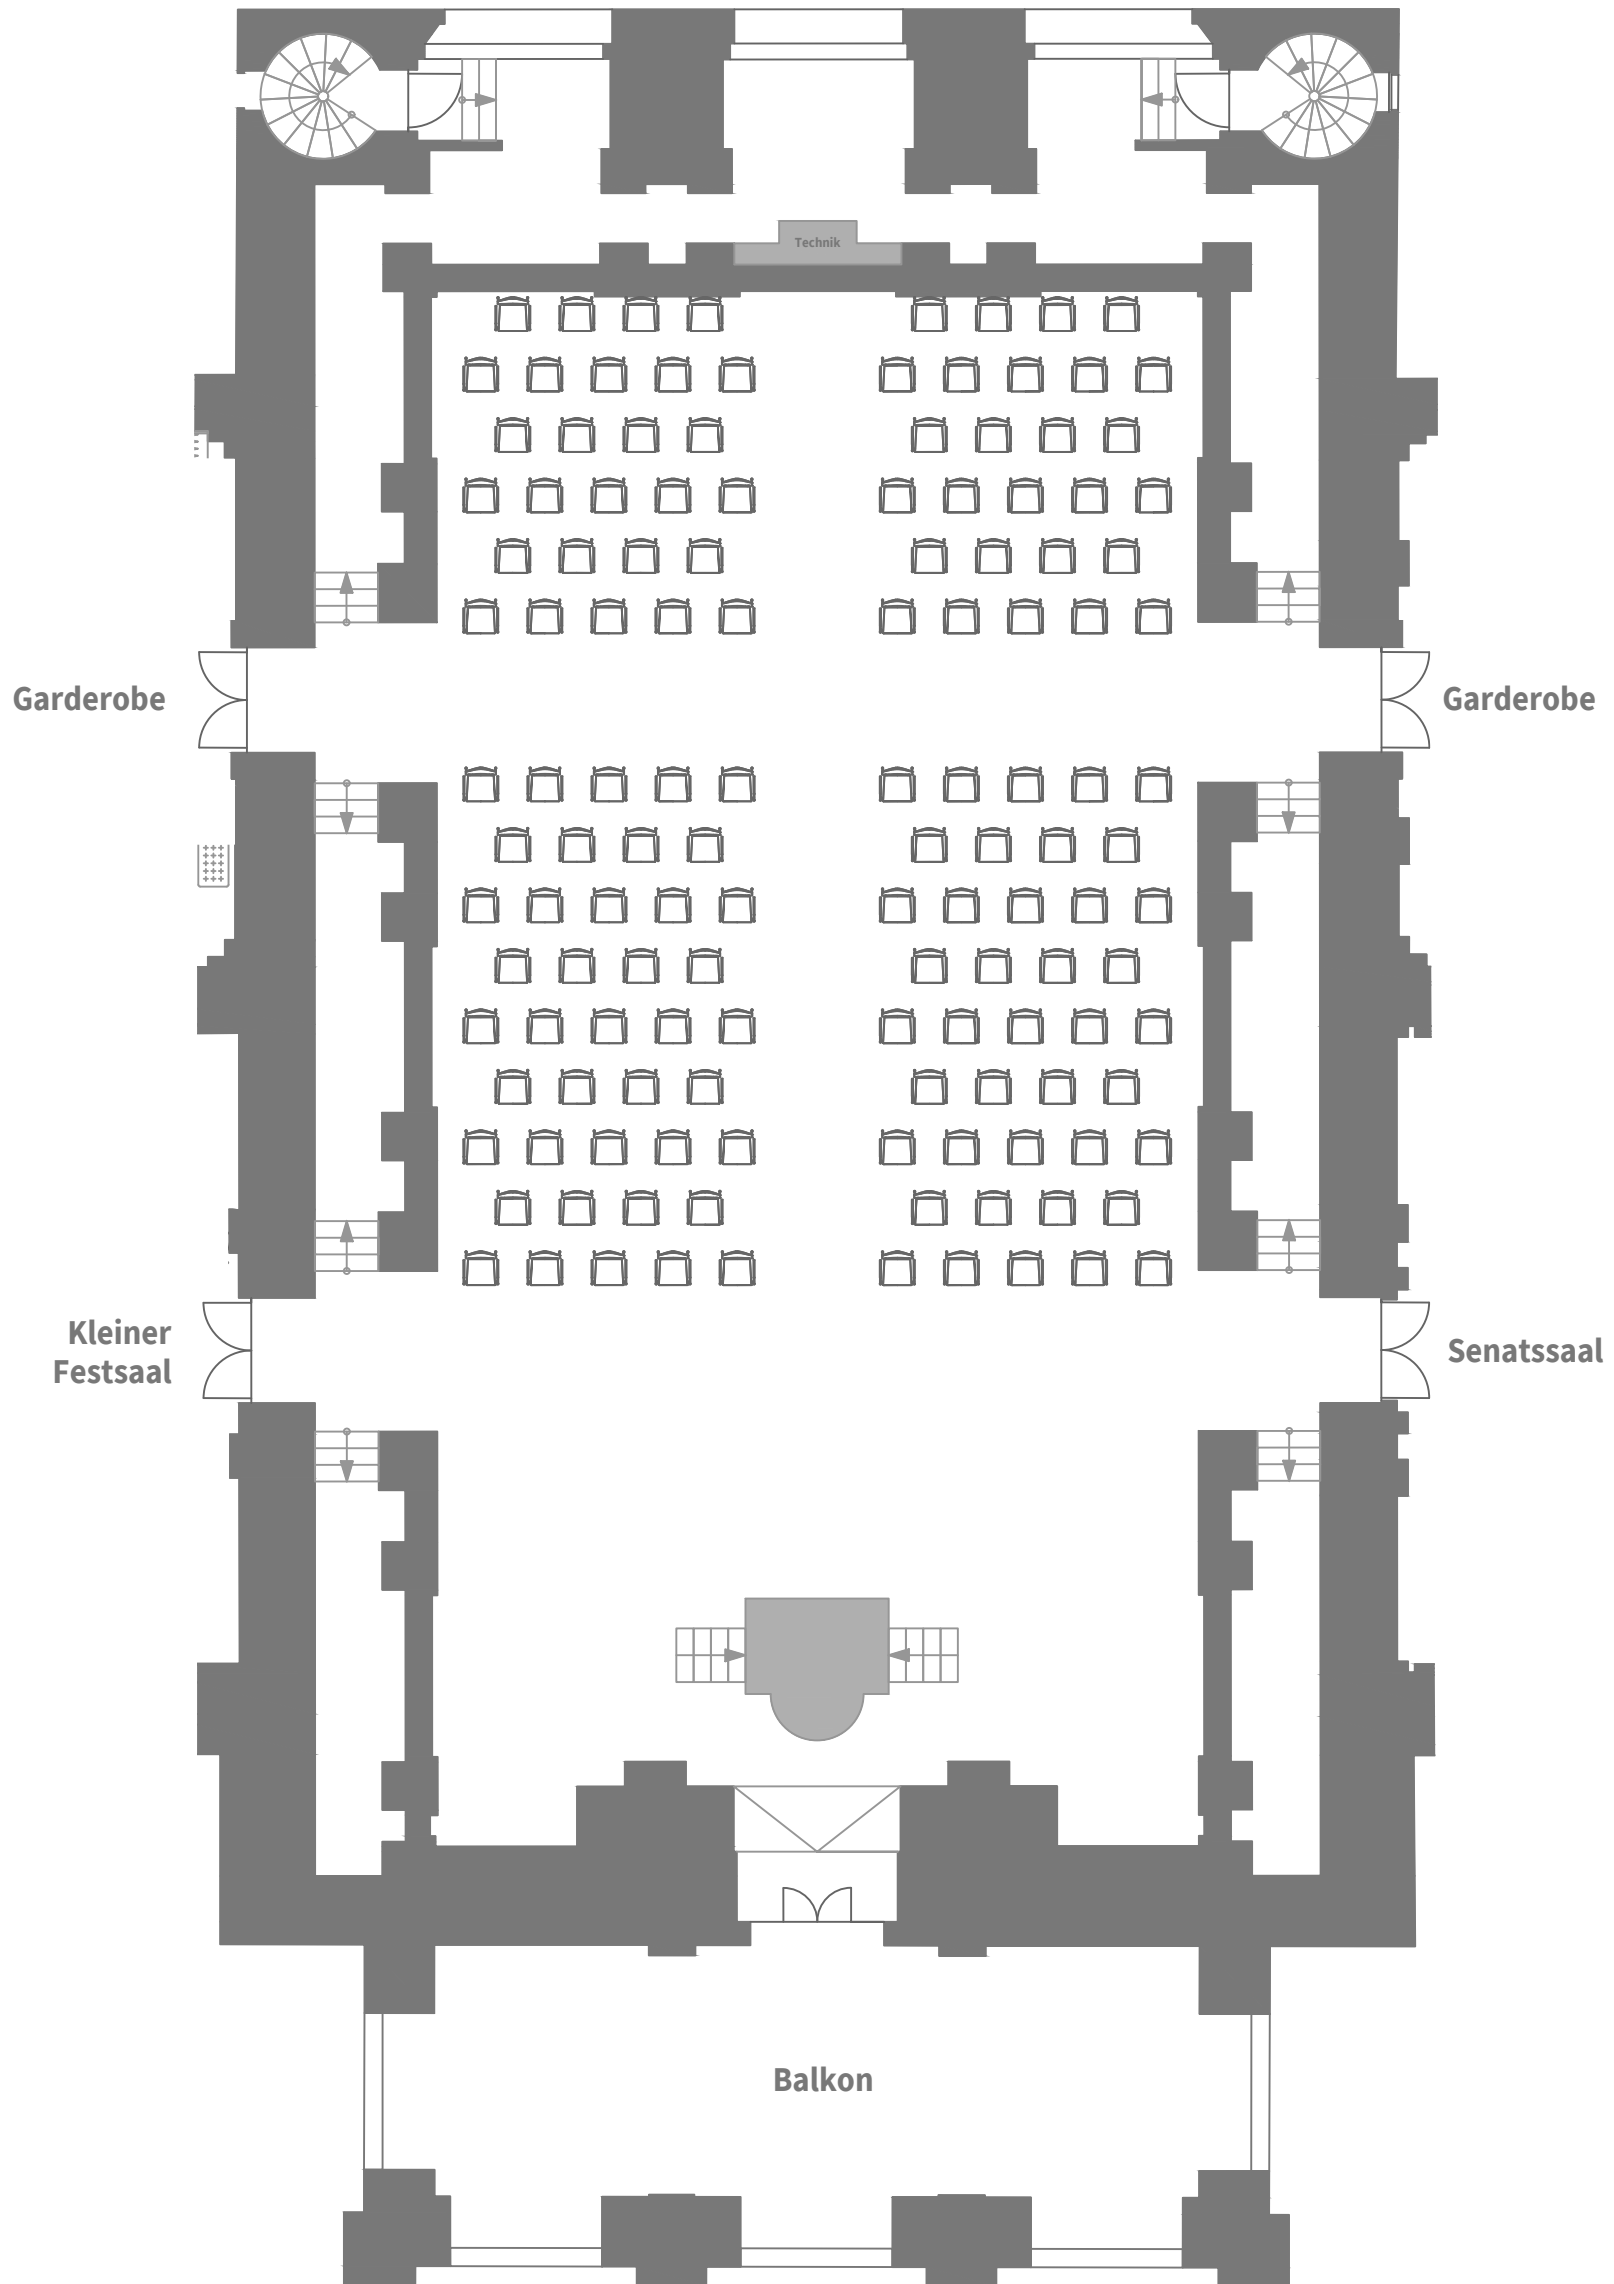 Technik
Garderobe
Garderobe
Kleiner
Festsaal
Senatssaal
Balkon